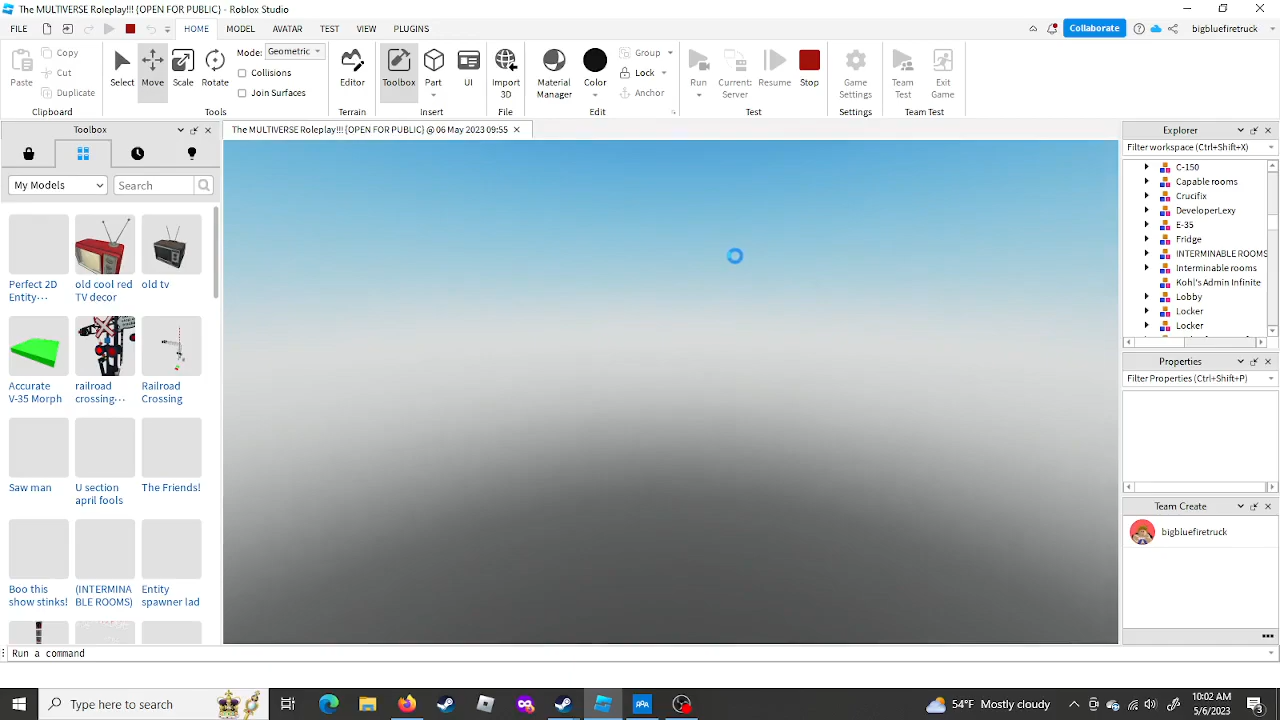 The MULTIVERSE Roleplay!!! {OPEN FOR PUBLIC} - Roblox Studio
FILE HOME MODEL AVATAR TEST VIEW PLUGINS Collaborate bigbluefiretruck
Paste Copy Cut Duplicate
Clipboard
Select Move Scale Rotate
Mode: Geometric
Collisions
Join Surfaces
Tools
Editor
Terrain
Toolbox Part UI
Insert
Import 3D
File
Material Manager Color
Group
Lock
Anchor
Edit
Run Current: Server Resume Stop
Test
Game Settings
Settings
Team Test Exit Game
Team Test
Toolbox
My Models Search
Perfect 2D Entity...
old cool red TV decor
old tv
Accurate V-35 Morph
railroad crossing...
Railroad Crossing
Saw man
U section april fools
The Friends!
Boo this show stinks!
(INTERMINABLE ROOMS)
Entity spawner lad
The MULTIVERSE Roleplay!!! {OPEN FOR PUBLIC} @ 06 May 2023 09:55
Explorer
Filter workspace (Ctrl+Shift+X)
C-150
Capable rooms
Crucifix
DeveloperLexy
E-35
Fridge
INTERMINABLE ROOMS
Interminable rooms
Kohl's Admin Infinite
Lobby
Locker
Locker
Properties
Filter Properties (Ctrl+Shift+P)
Team Create
bigbluefiretruck
Run a command
Type here to search
54°F Mostly cloudy
10:02 AM
5/6/2023